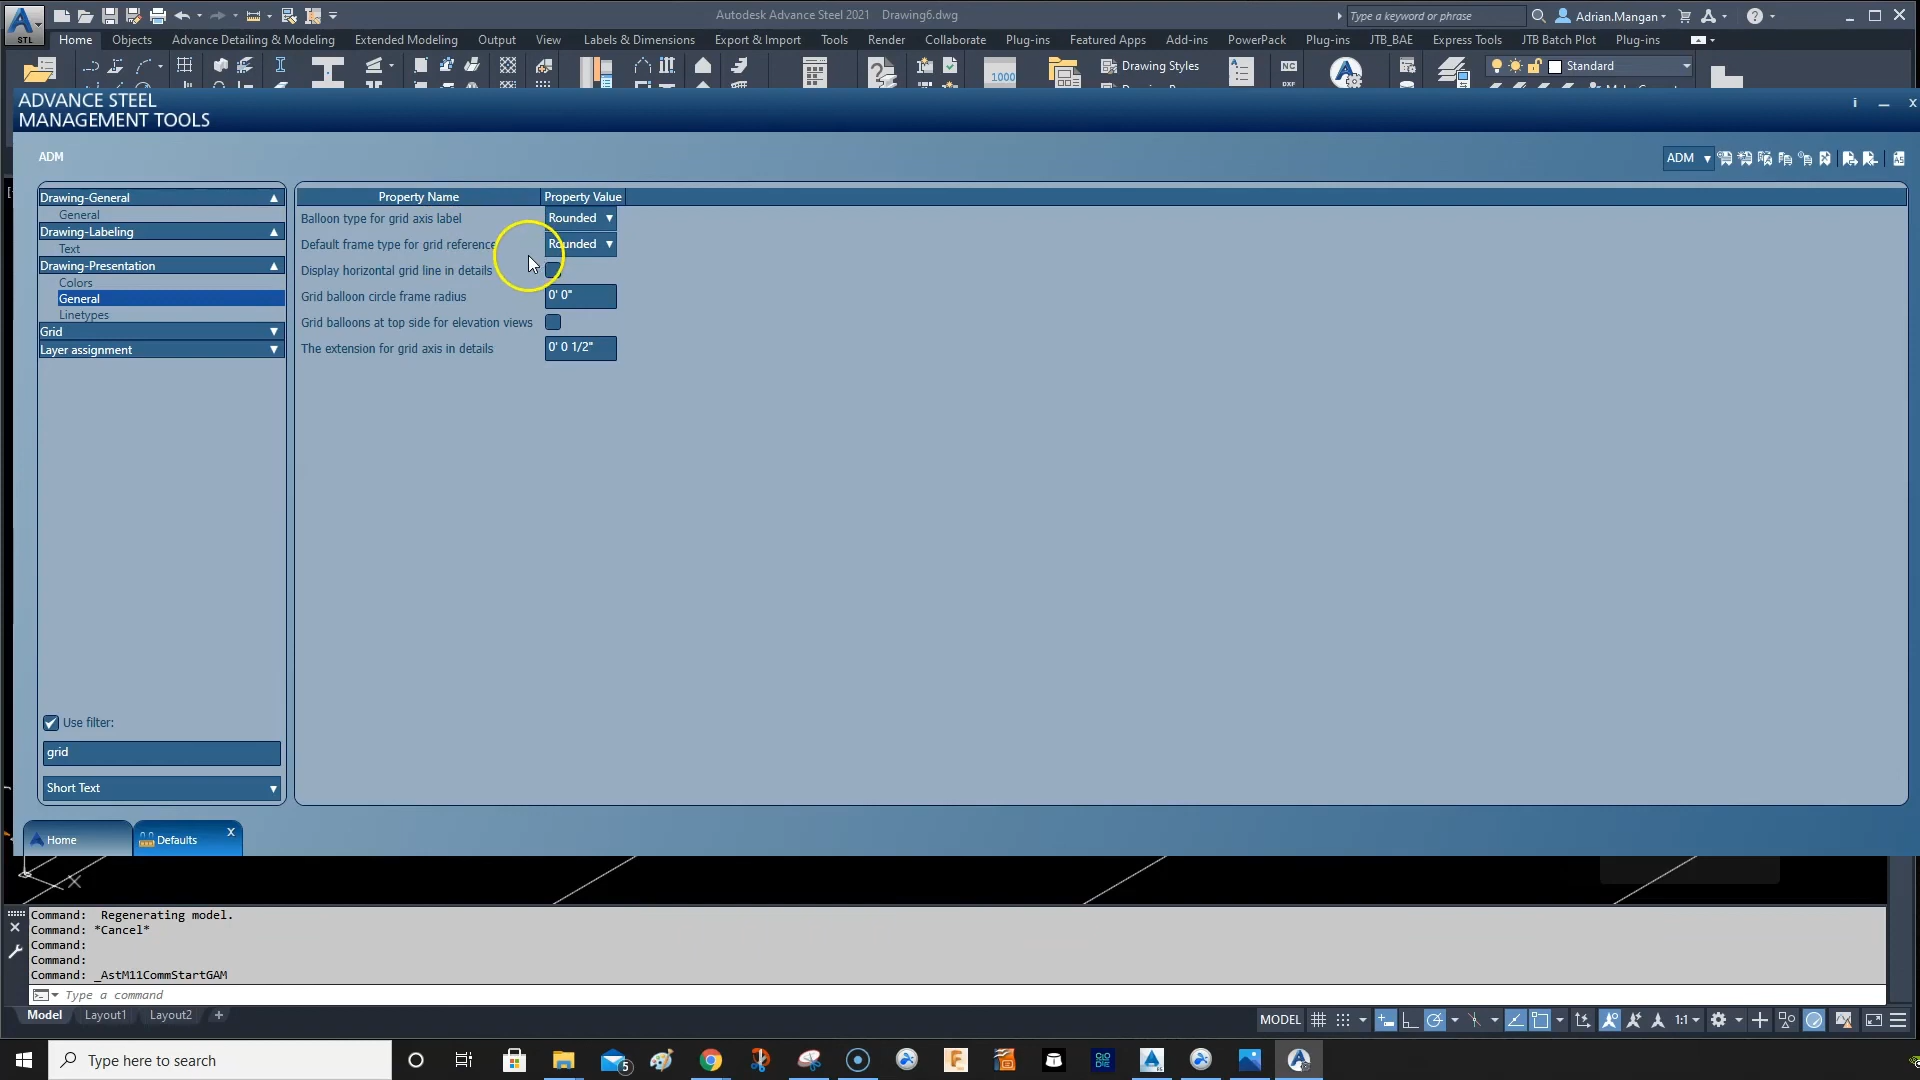 Autodesk Advance Steel 2021 Drawing6.dwg
Type a keyword or phrase
Adrian.Mangan
STL
Home Objects Advance Detailing & Modeling Extended Modeling Output View Labels & Dimensions Export & Import Tools Render Collaborate Plug-ins Featured Apps Add-ins PowerPack Plug-ins JTB_BAE Express Tools JTB Batch Plot Plug-ins
1000
Drawing Styles
NC
DXF
Standard
ADVANCE STEEL
MANAGEMENT TOOLS
i x
ADM
ADM
Drawing-General
General
Drawing-Labeling
Text
Drawing-Presentation
Colors
General
Linetypes
Grid
Layer assignment
Property Name Property Value
Balloon type for grid axis label Rounded
Default frame type for grid reference Rounded
Display horizontal grid line in details
Grid balloon circle frame radius 0' 0"
Grid balloons at top side for elevation views
The extension for grid axis in details 0' 0 1/2"
Use filter:
grid
Short Text
Home
Defaults x
Command: Regenerating model.
Command: *Cancel*
Command:
Command:
Command: _AstM11CommStartGAM
Type a command
Model Layout1 Layout2 +
MODEL 1:1
Type here to search
5